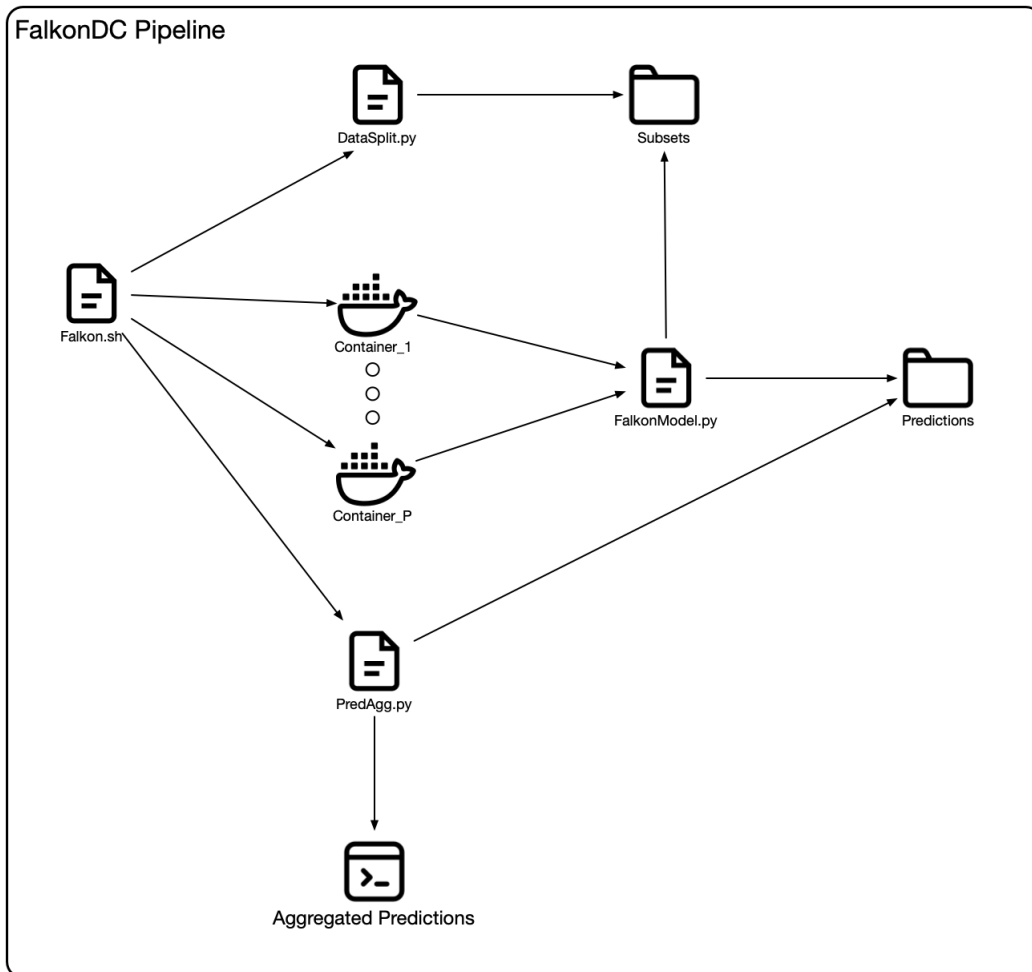 FalkonDC Pipeline
DataSplit.py
Subsets
Falkon.sh
Container_1
FalkonModel.py
Predictions
Container_P
PredAgg.py
Aggregated Predictions